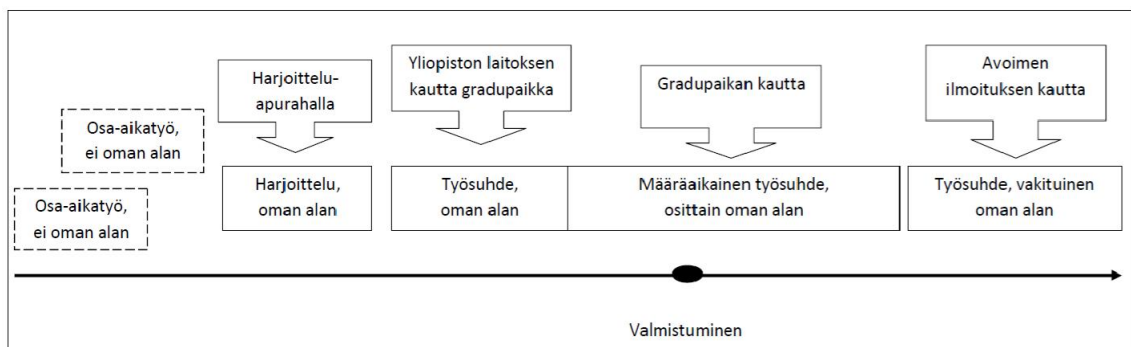 Harjoittelu-
apurahalla
Yliopiston laitoksen
kautta gradupaikka
Gradupaikan kautta
Avoimen
ilmoituksen kautta
Osa-aikatyö,
ei oman alan
Osa-aikatyö,
ei oman alan
Harjoittelu,
oman alan
Työsuhde,
oman alan
Määräaikainen työsuhde,
osittain oman alan
Työsuhde, vakituinen
oman alan
Valmistuminen